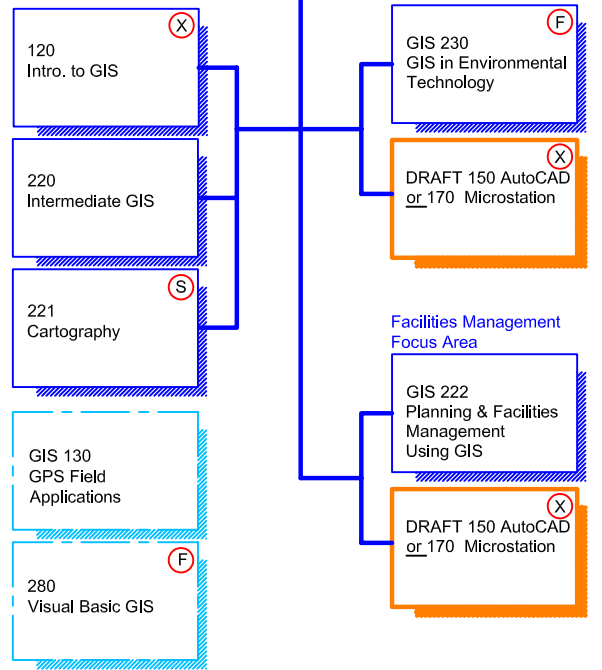 X
120
Intro. to GIS
220
Intermediate GIS
S
221
Cartography
GIS 130
GPS Field
Applications
F
280
Visual Basic GIS
F
GIS 230
GIS in Environmental
Technology
X
DRAFT 150 AutoCAD
or 170 Microstation
Facilities Management
Focus Area
GIS 222
Planning & Facilities
Management
Using GIS
X
DRAFT 150 AutoCAD
or 170 Microstation